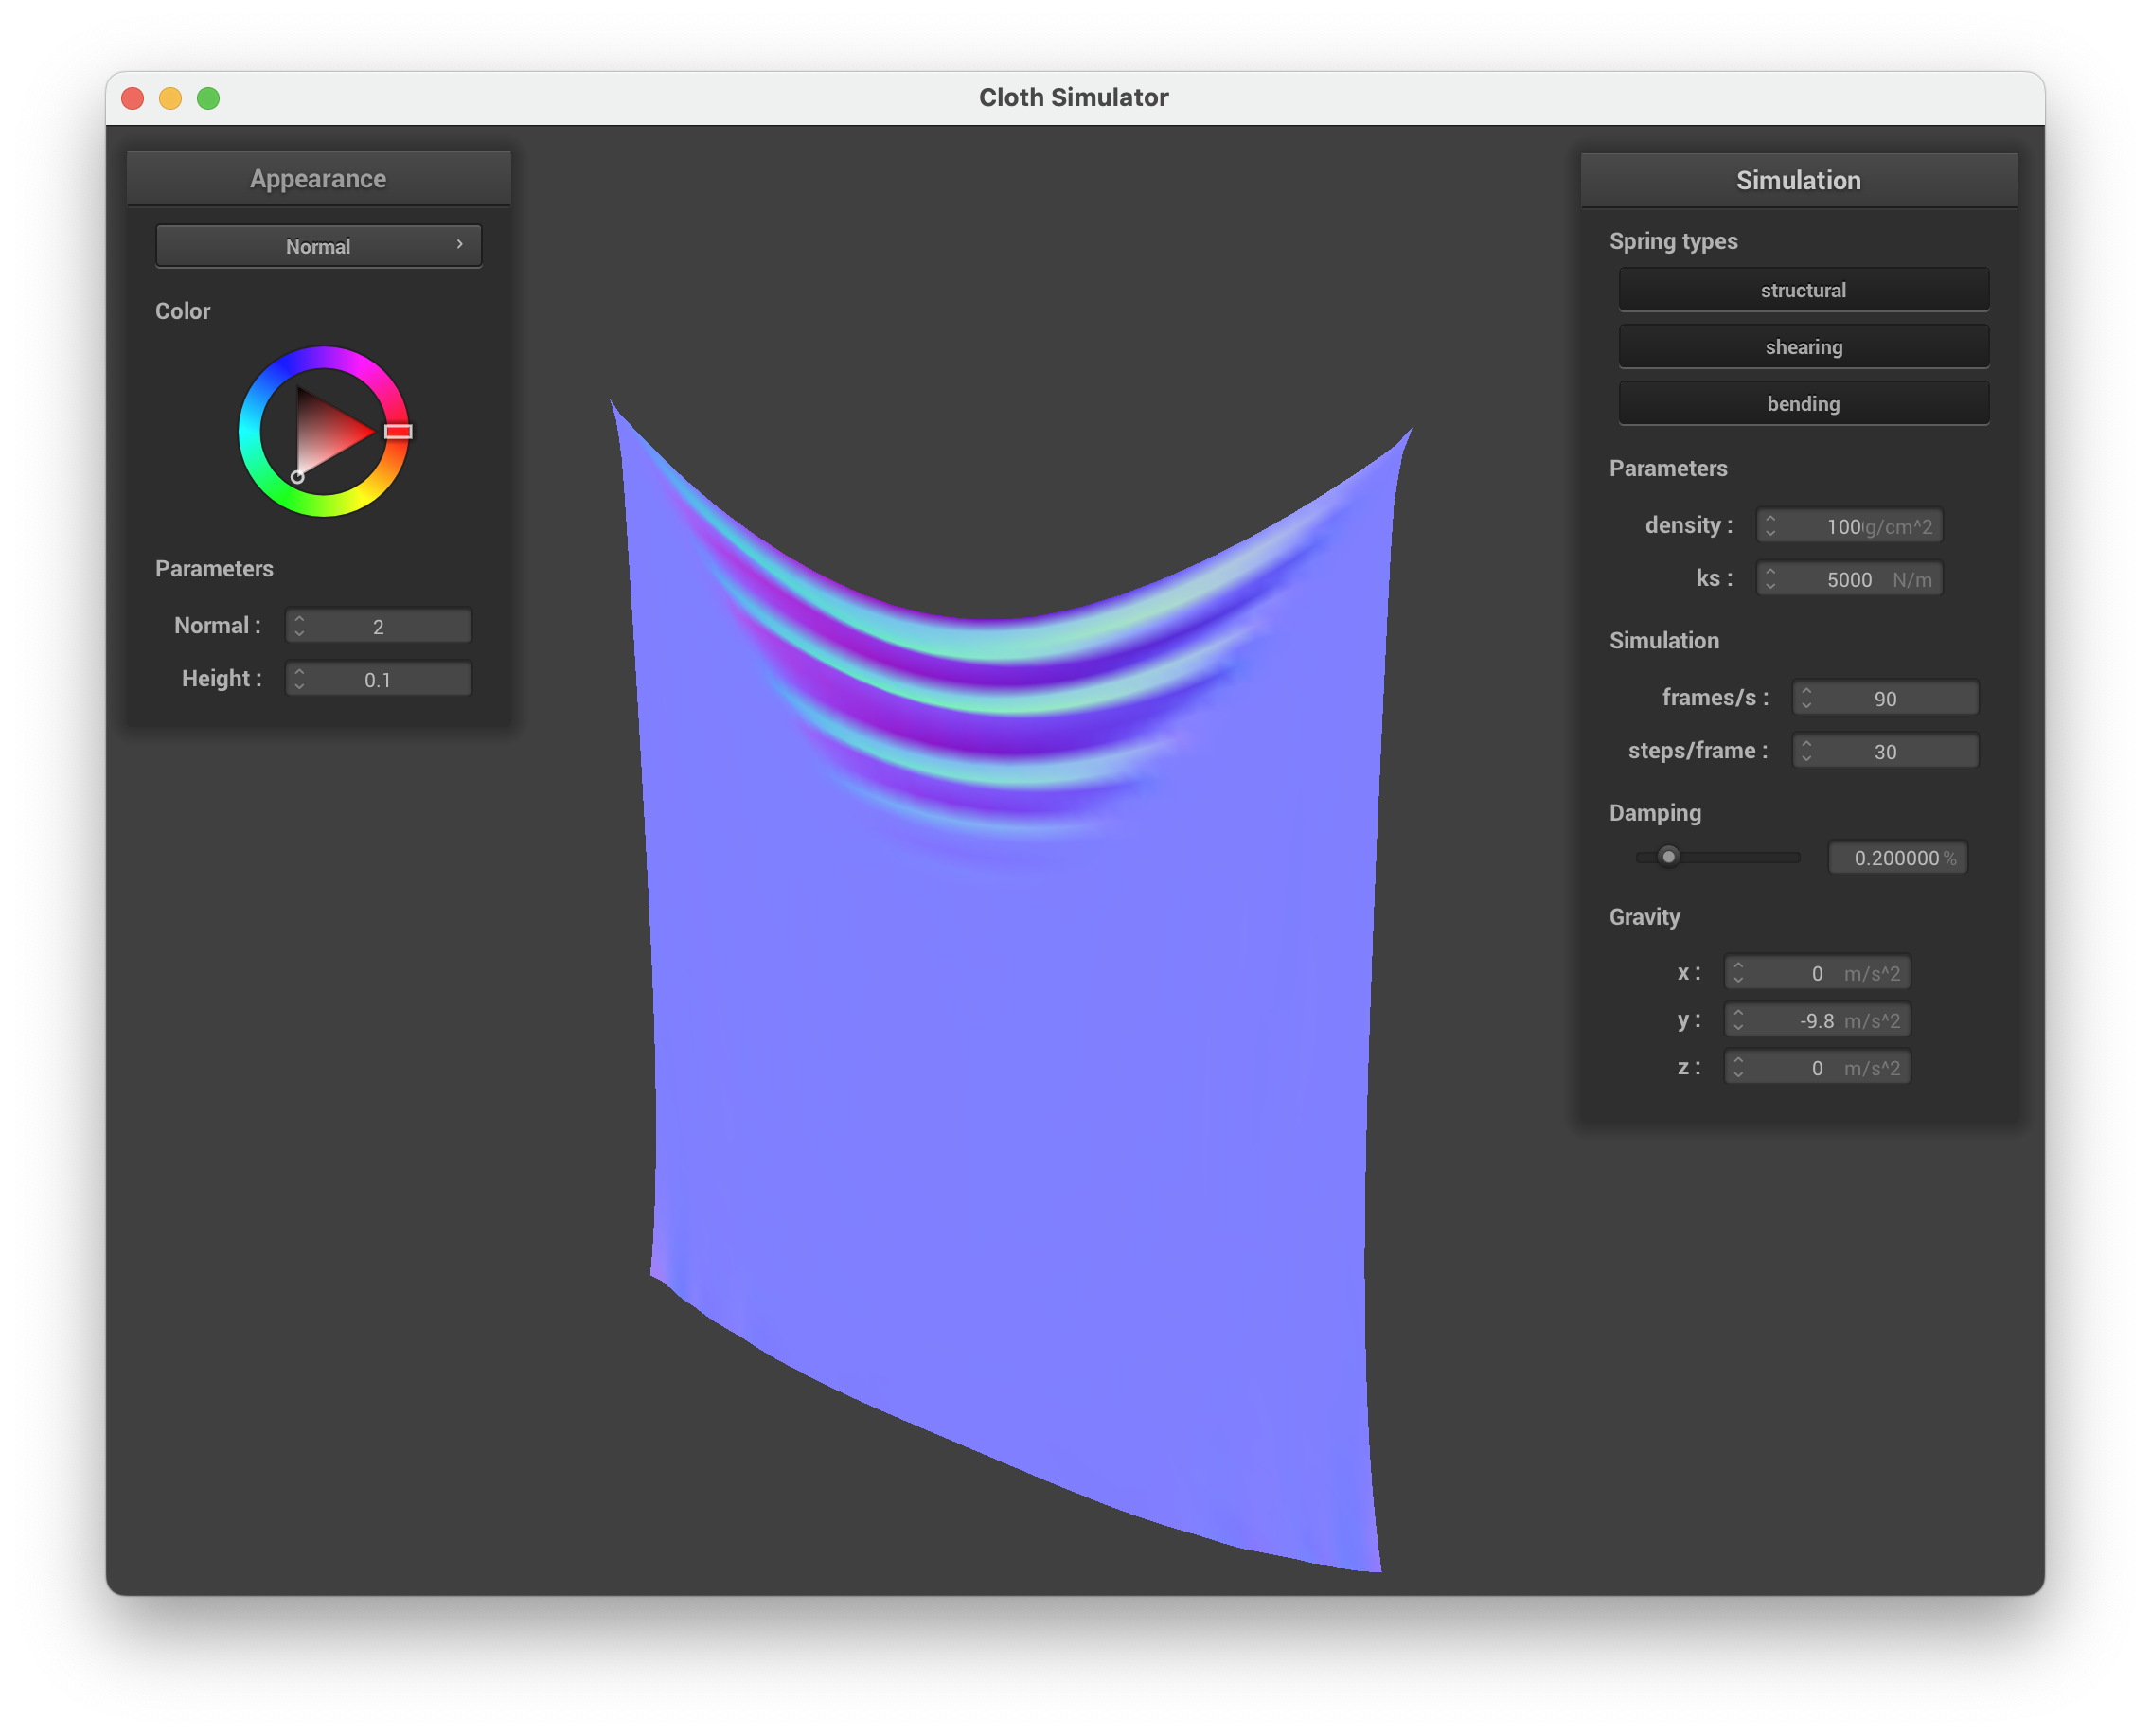 Cloth Simulator
Appearance
Normal
Color
Parameters
Normal : 2
Height : 0.1
Simulation
Spring types
structural
shearing
bending
Parameters
density : 100 g/cm^2
ks : 5000 N/m
Simulation
frames/s : 90
steps/frame : 30
Damping
0.200000 %
Gravity
x : 0 m/s^2
y : -9.8 m/s^2
z : 0 m/s^2